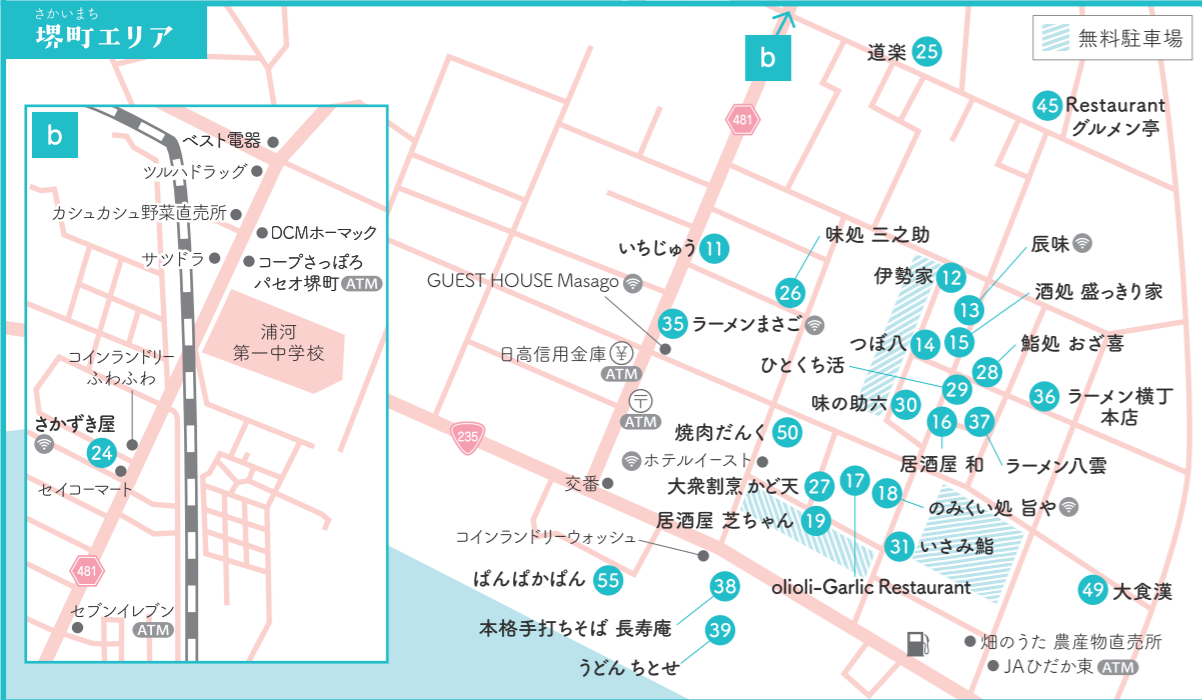 さかいまち
堺町エリア
b
ベスト電器
ツルハドラッグ
カシュカシュ野菜直売所
DCMホーマック
サツドラ
コープさっぽろ
パセオ堺町 ATM
浦河
第一中学校
コインランドリー
ふわふわ
さかずき屋
24
セイコーマート
481
セブンイレブン
ATM
b
481
無料駐車場
道楽 25
45 Restaurant
グルメン亭
いちじゅう 11
味処 三之助
26
GUEST HOUSE Masago
35 ラーメンまさご
日高信用金庫 ¥
ATM
〒
ATM
辰味
伊勢家 12
13
酒処 盛っきり家
つぼ八 14
15
鮨処 おざ喜
28
ひとくち活
29
味の助六 30
36 ラーメン横丁
本店
16
37
居酒屋 和
ラーメン八雲
235
焼肉だんく 50
ホテルイースト
交番
大衆割烹 かど天 27
17
18
のみくい処 旨や
居酒屋 芝ちゃん 19
コインランドリーウォッシュ
31 いさみ鮨
olioli-Garlic Restaurant
ぱんぱかぱん 55
38
本格手打ちそば 長寿庵
39
うどん ちとせ
49 大食漢
畑のうた 農産物直売所
JAひだか東 ATM